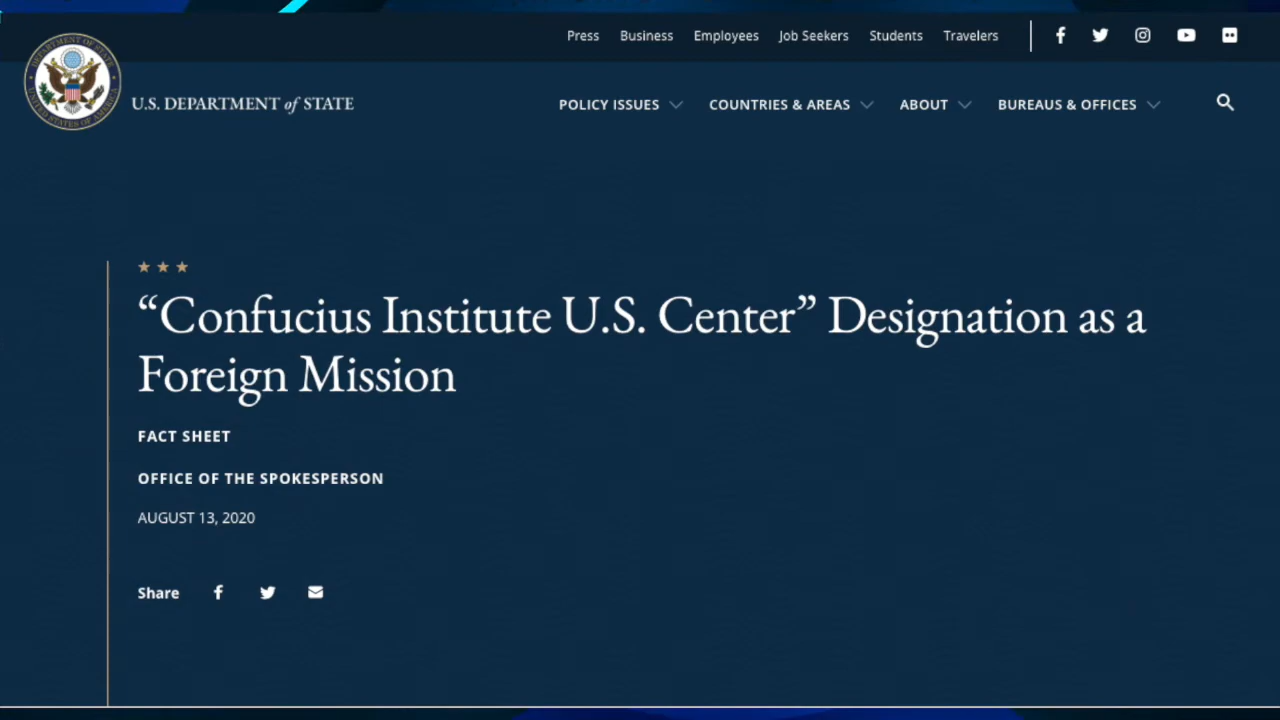 Press Business Employees Job Seekers Students Travelers
U.S. DEPARTMENT of STATE
POLICY ISSUES COUNTRIES & AREAS ABOUT BUREAUS & OFFICES
“Confucius Institute U.S. Center” Designation as a
Foreign Mission
FACT SHEET
OFFICE OF THE SPOKESPERSON
AUGUST 13, 2020
Share